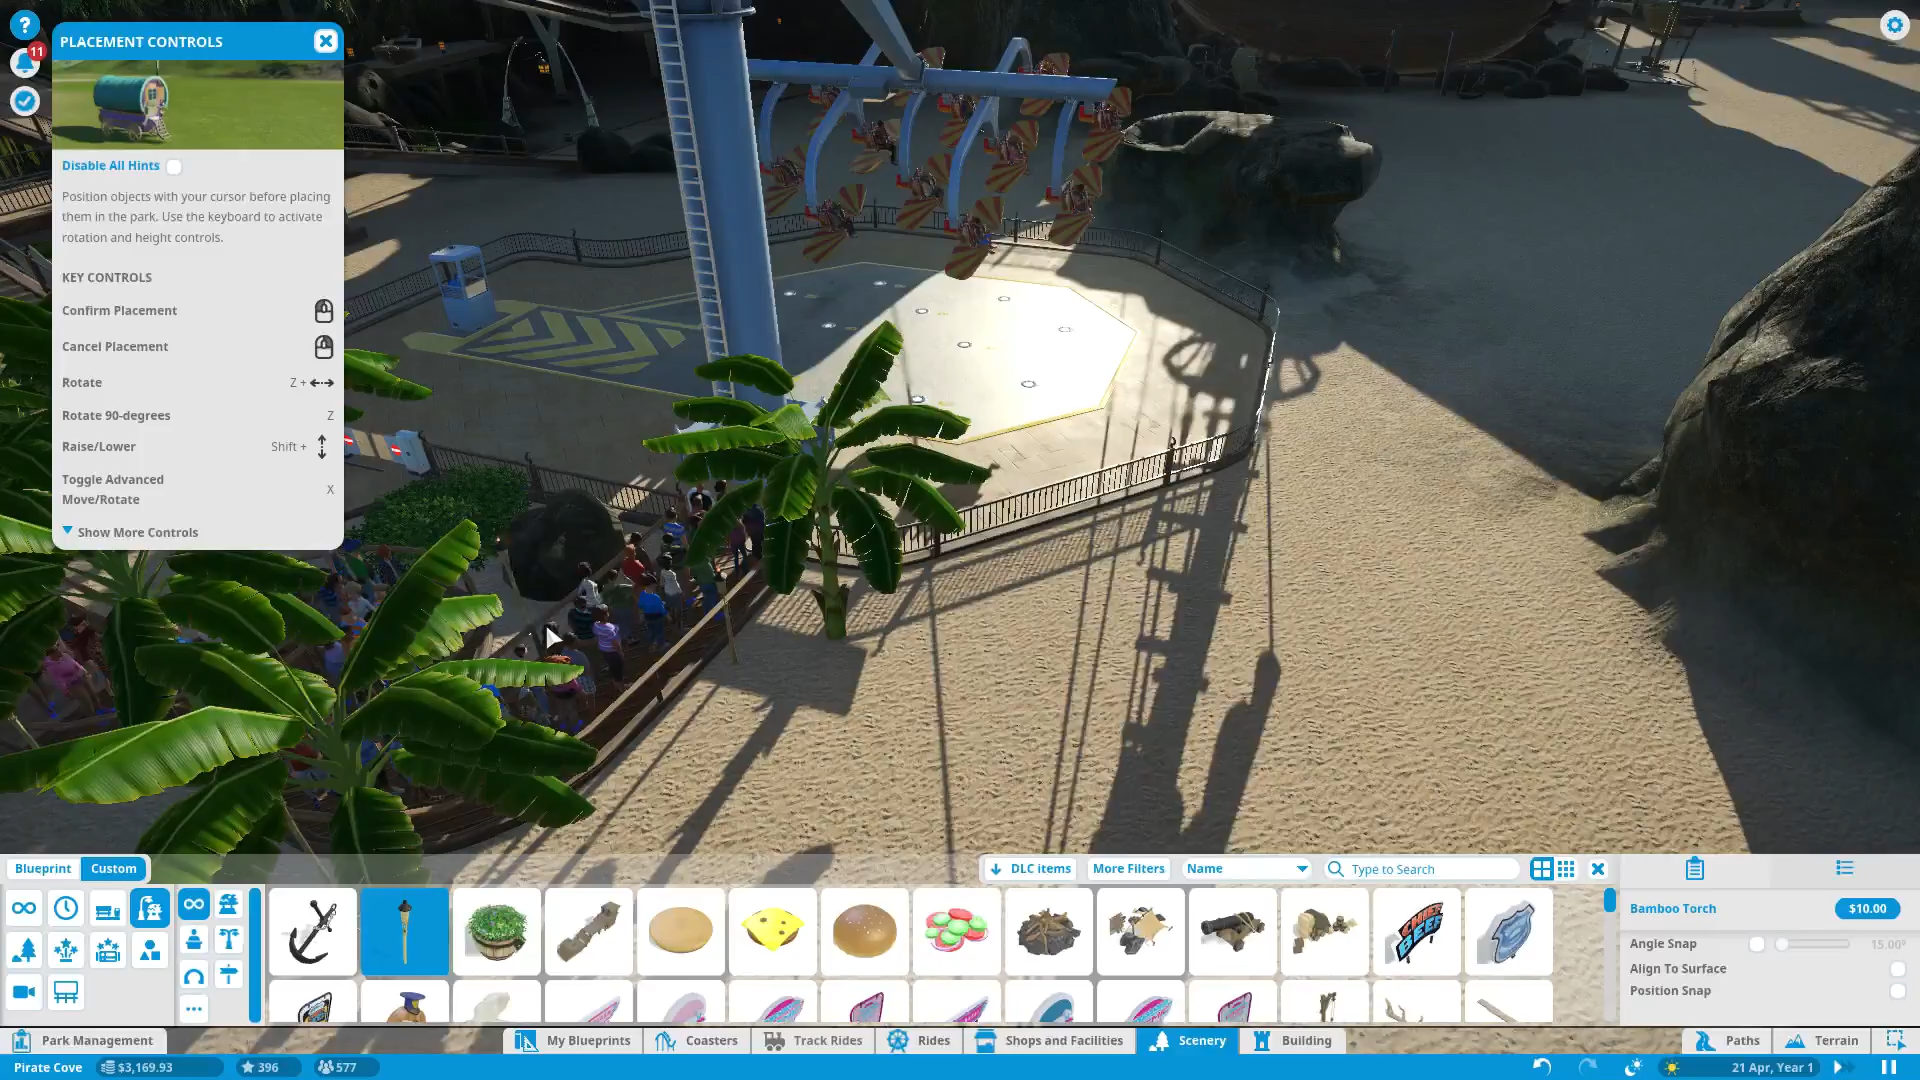 ?
11
PLACEMENT CONTROLS
Disable All Hints
Position objects with your cursor before placing
them in the park. Use the keyboard to activate
rotation and height controls.
KEY CONTROLS
Confirm Placement
Cancel Placement
Rotate Z +
Rotate 90-degrees Z
Raise/Lower Shift +
Toggle Advanced
Move/Rotate X
Show More Controls
Blueprint Custom
DLC items More Filters Name Type to Search
CHIEF
BEEF
Bamboo Torch $10.00
Angle Snap 15.00°
Align To Surface
Position Snap
Park Management My Blueprints Coasters Track Rides Rides Shops and Facilities Scenery Building Paths Terrain
Pirate Cove $3,169.93 396 577 21 Apr, Year 1